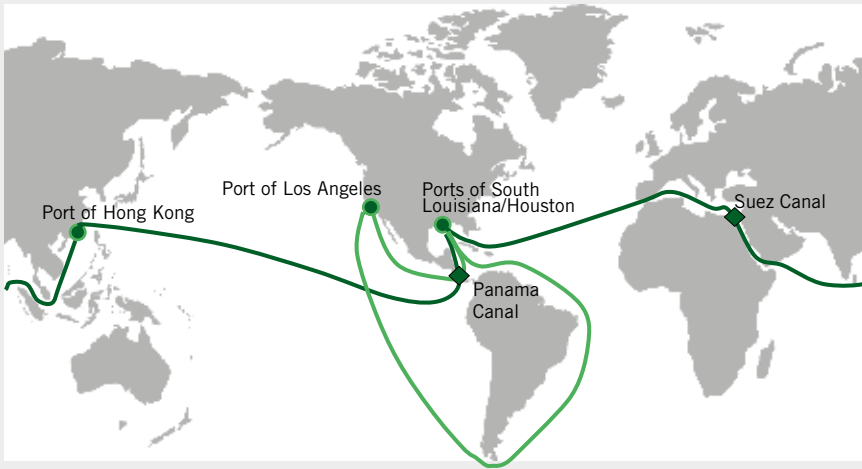 Port of Los Angeles
Ports of South
Louisiana/Houston
Suez Canal
Port of Hong Kong
Panama
Canal